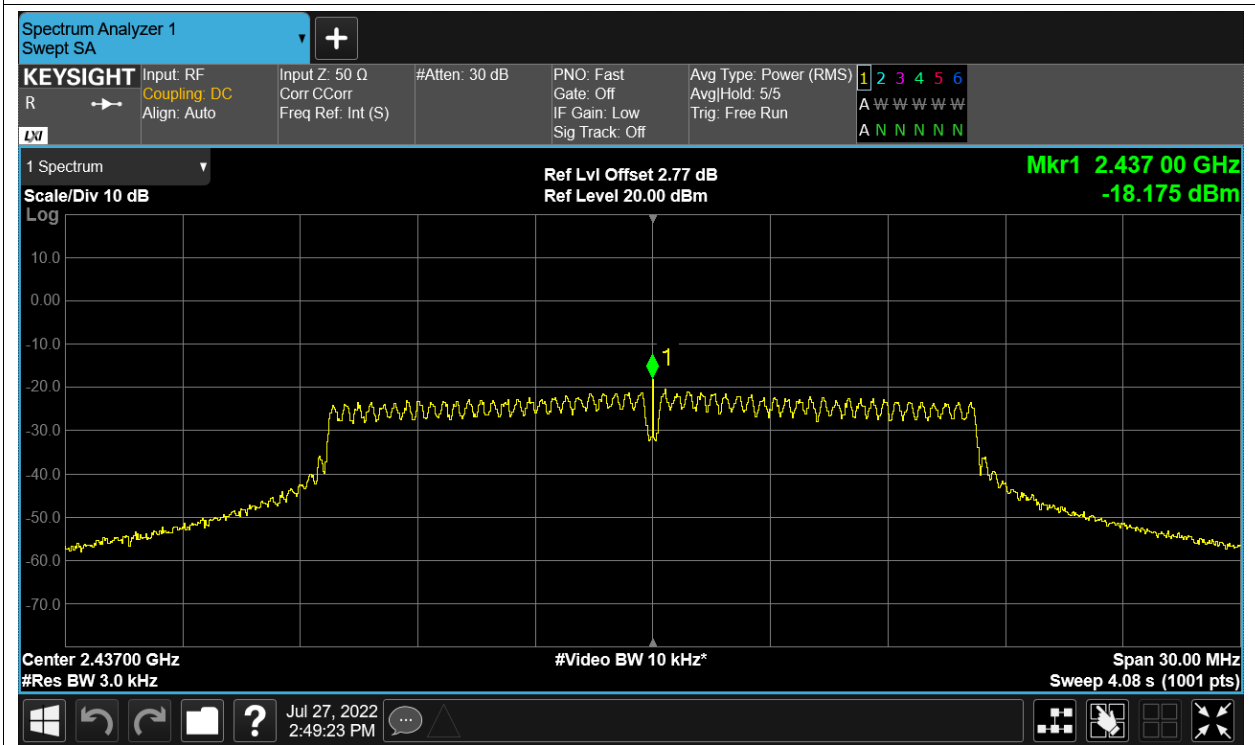 Spectrum Analyzer 1
Swept SA
+
KEYSIGHT
R
LXI
Input: RF
Coupling: DC
Align: Auto
Input Z: 50 Ω
Corr CCorr
Freq Ref: Int (S)
#Atten: 30 dB
PNO: Fast
Gate: Off
IF Gain: Low
Sig Track: Off
Avg Type: Power (RMS)
Avg|Hold: 5/5
Trig: Free Run
1 2 3 4 5 6
A W W W W W
A N N N N N
1 Spectrum
Scale/Div 10 dB
Ref Lvl Offset 2.77 dB
Ref Level 20.00 dBm
Mkr1 2.437 00 GHz
-18.175 dBm
Log
10.0
0.00
-10.0
1
-20.0
-30.0
-40.0
-50.0
-60.0
-70.0
Center 2.43700 GHz
#Res BW 3.0 kHz
#Video BW 10 kHz*
Span 30.00 MHz
Sweep 4.08 s (1001 pts)
?
Jul 27, 2022
2:49:23 PM